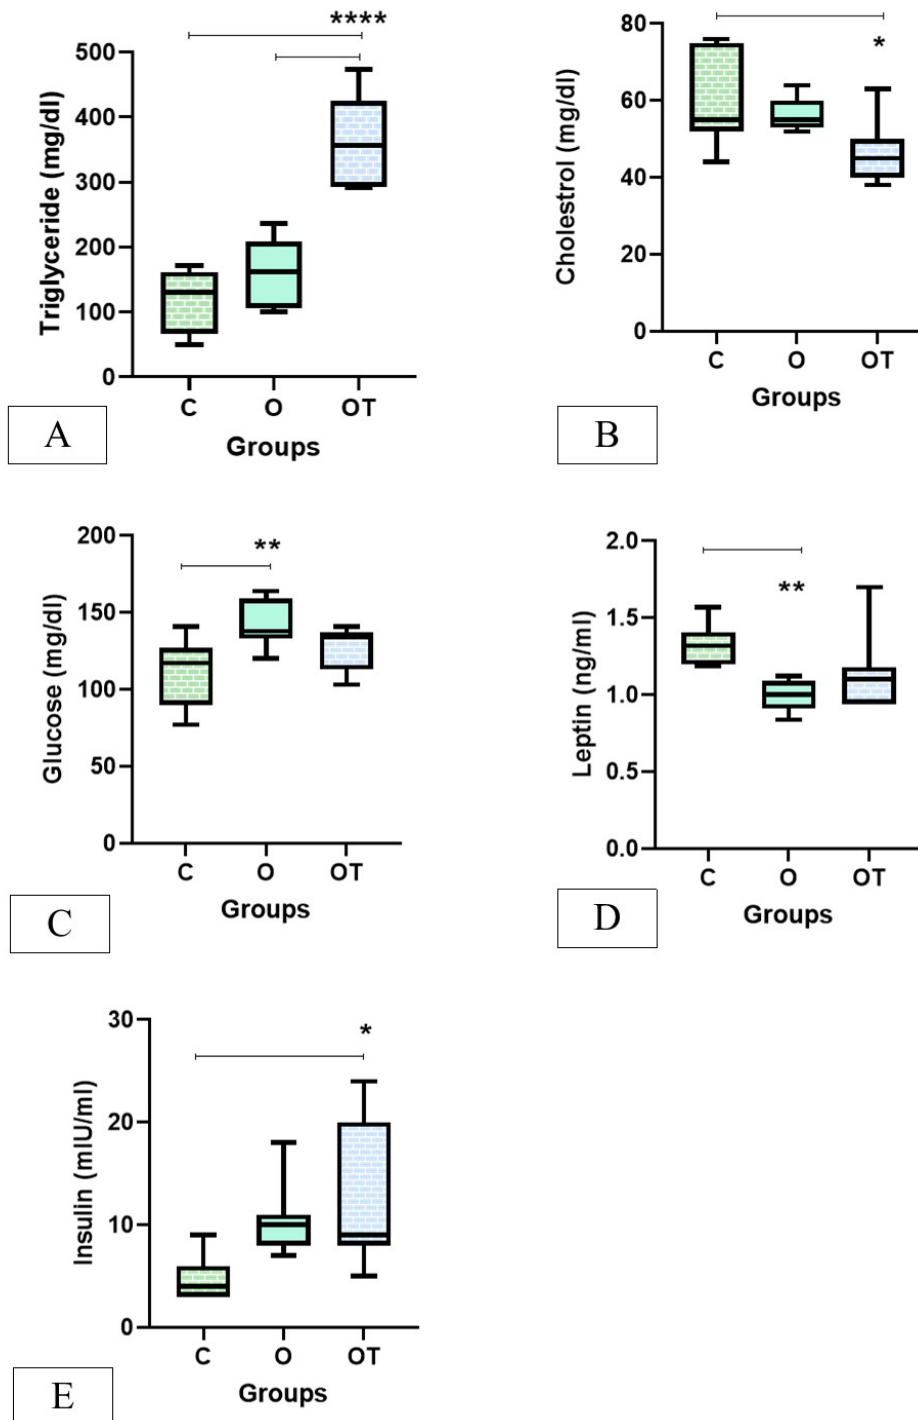 ****
500
400
300
200
100
0
Triglyceride (mg/dl)
C O OT
Groups
A
*
80
60
40
20
0
Cholestrol (mg/dl)
C O OT
Groups
B
**
200
150
100
50
0
Glucose (mg/dl)
C O OT
Groups
C
**
2.0
1.5
1.0
0.5
0.0
Leptin (ng/ml)
C O OT
Groups
D
*
30
20
10
0
Insulin (mIU/ml)
C O OT
Groups
E